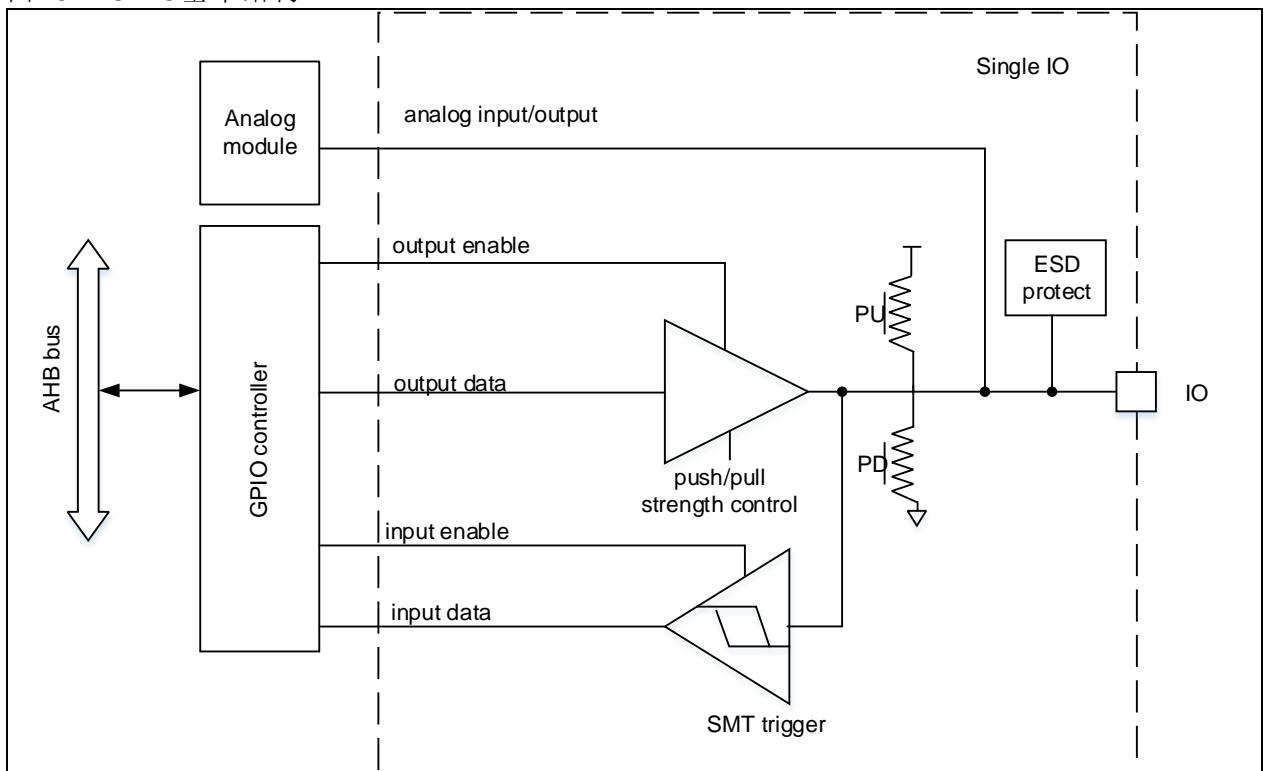 Single IO
Analog
module
analog input/output
output enable
ESD
protect
PU
AHB bus
GPIO controller
output data
IO
PD
push/pull
strength control
input enable
input data
SMT trigger